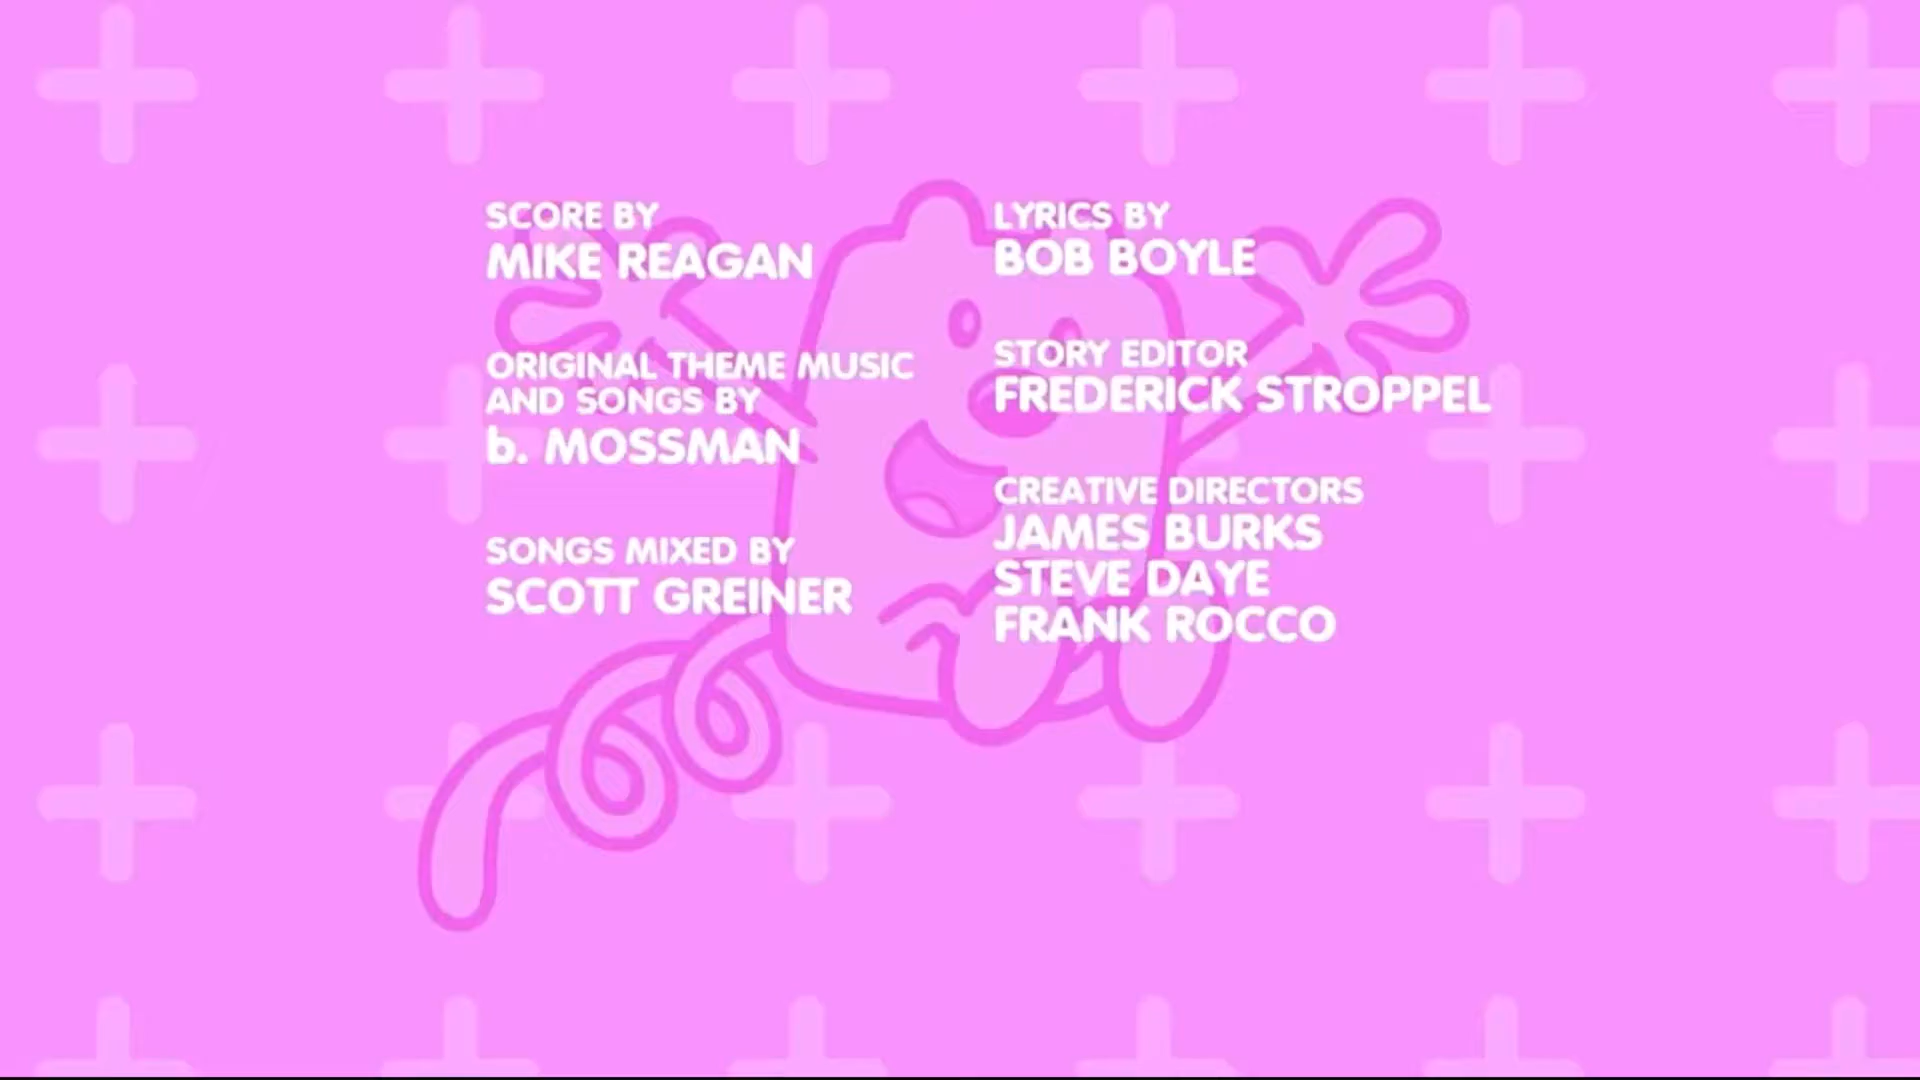 SCORE BY
MIKE REAGAN
ORIGINAL THEME MUSIC
AND SONGS BY
b. MOSSMAN
SONGS MIXED BY
SCOTT GREINER
LYRICS BY
BOB BOYLE
STORY EDITOR
FREDERICK STROPPEL
CREATIVE DIRECTORS
JAMES BURKS
STEVE DAYE
FRANK ROCCO